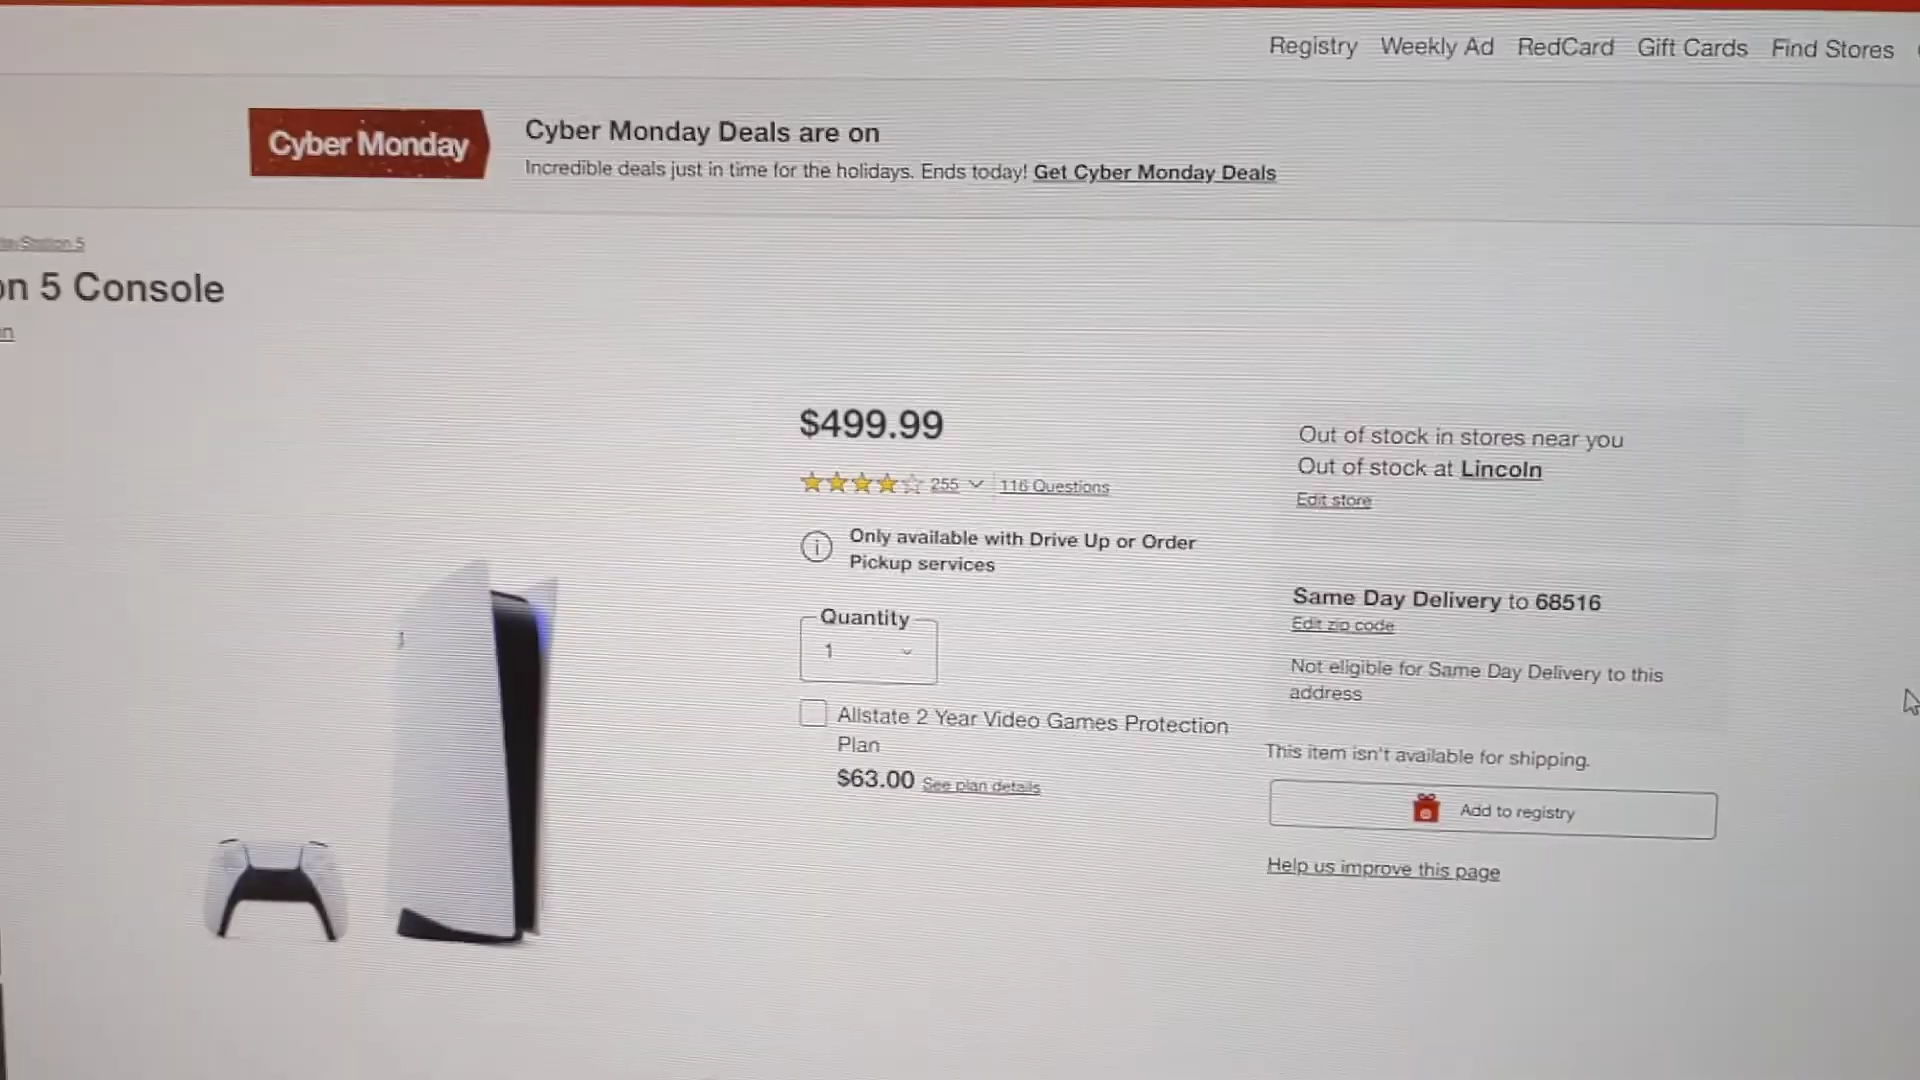 Registry Weekly Ad RedCard Gift Cards Find Stores
Cyber Monday
Cyber Monday Deals are on
Incredible deals just in time for the holidays. Ends today! Get Cyber Monday Deals
Station 5
on 5 Console
$499.99
255
116 Questions
Only available with Drive Up or Order
Pickup services
Quantity
1
Allstate 2 Year Video Games Protection
Plan
$63.00 See plan details
Out of stock in stores near you
Out of stock at Lincoln
Edit store
Same Day Delivery to 68516
Edit zip code
Not eligible for Same Day Delivery to this
address
This item isn't available for shipping.
Add to registry
Help us improve this page